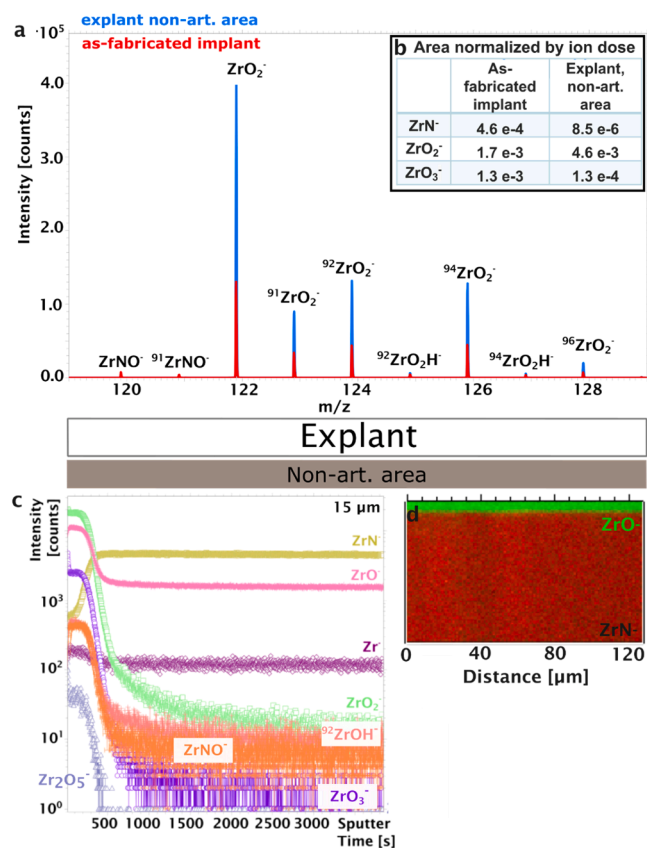 a
explant non-art. area
as-fabricated implant
·10⁵
4.0
3.0
2.0
1.0
0.0
Intensity [counts]
ZrNO⁻
⁹¹ZrNO⁻
ZrO₂⁻
⁹¹ZrO₂⁻
⁹²ZrO₂⁻
⁹²ZrO₂H⁻
⁹⁴ZrO₂⁻
⁹⁴ZrO₂H⁻
⁹⁶ZrO₂⁻
120 122 124 126 128
m/z
b Area normalized by ion dose
As-fabricated implant Explant, non-art. area
ZrN⁻ 4.6 e-4 8.5 e-6
ZrO₂⁻ 1.7 e-3 4.6 e-3
ZrO₃⁻ 1.3 e-3 1.3 e-4
Explant
Non-art. area
c
Intensity [counts]
15 µm
10³
10²
10¹
10⁰
ZrN⁻
ZrO⁻
Zr⁻
ZrO₂⁻
⁹²ZrOH⁻
ZrNO⁻
Zr₂O₅⁻
ZrO₃⁻
500 1000 1500 2000 2500 3000 Sputter
Time [s]
d
ZrO⁻
ZrN⁻
0 40 80 120
Distance [µm]